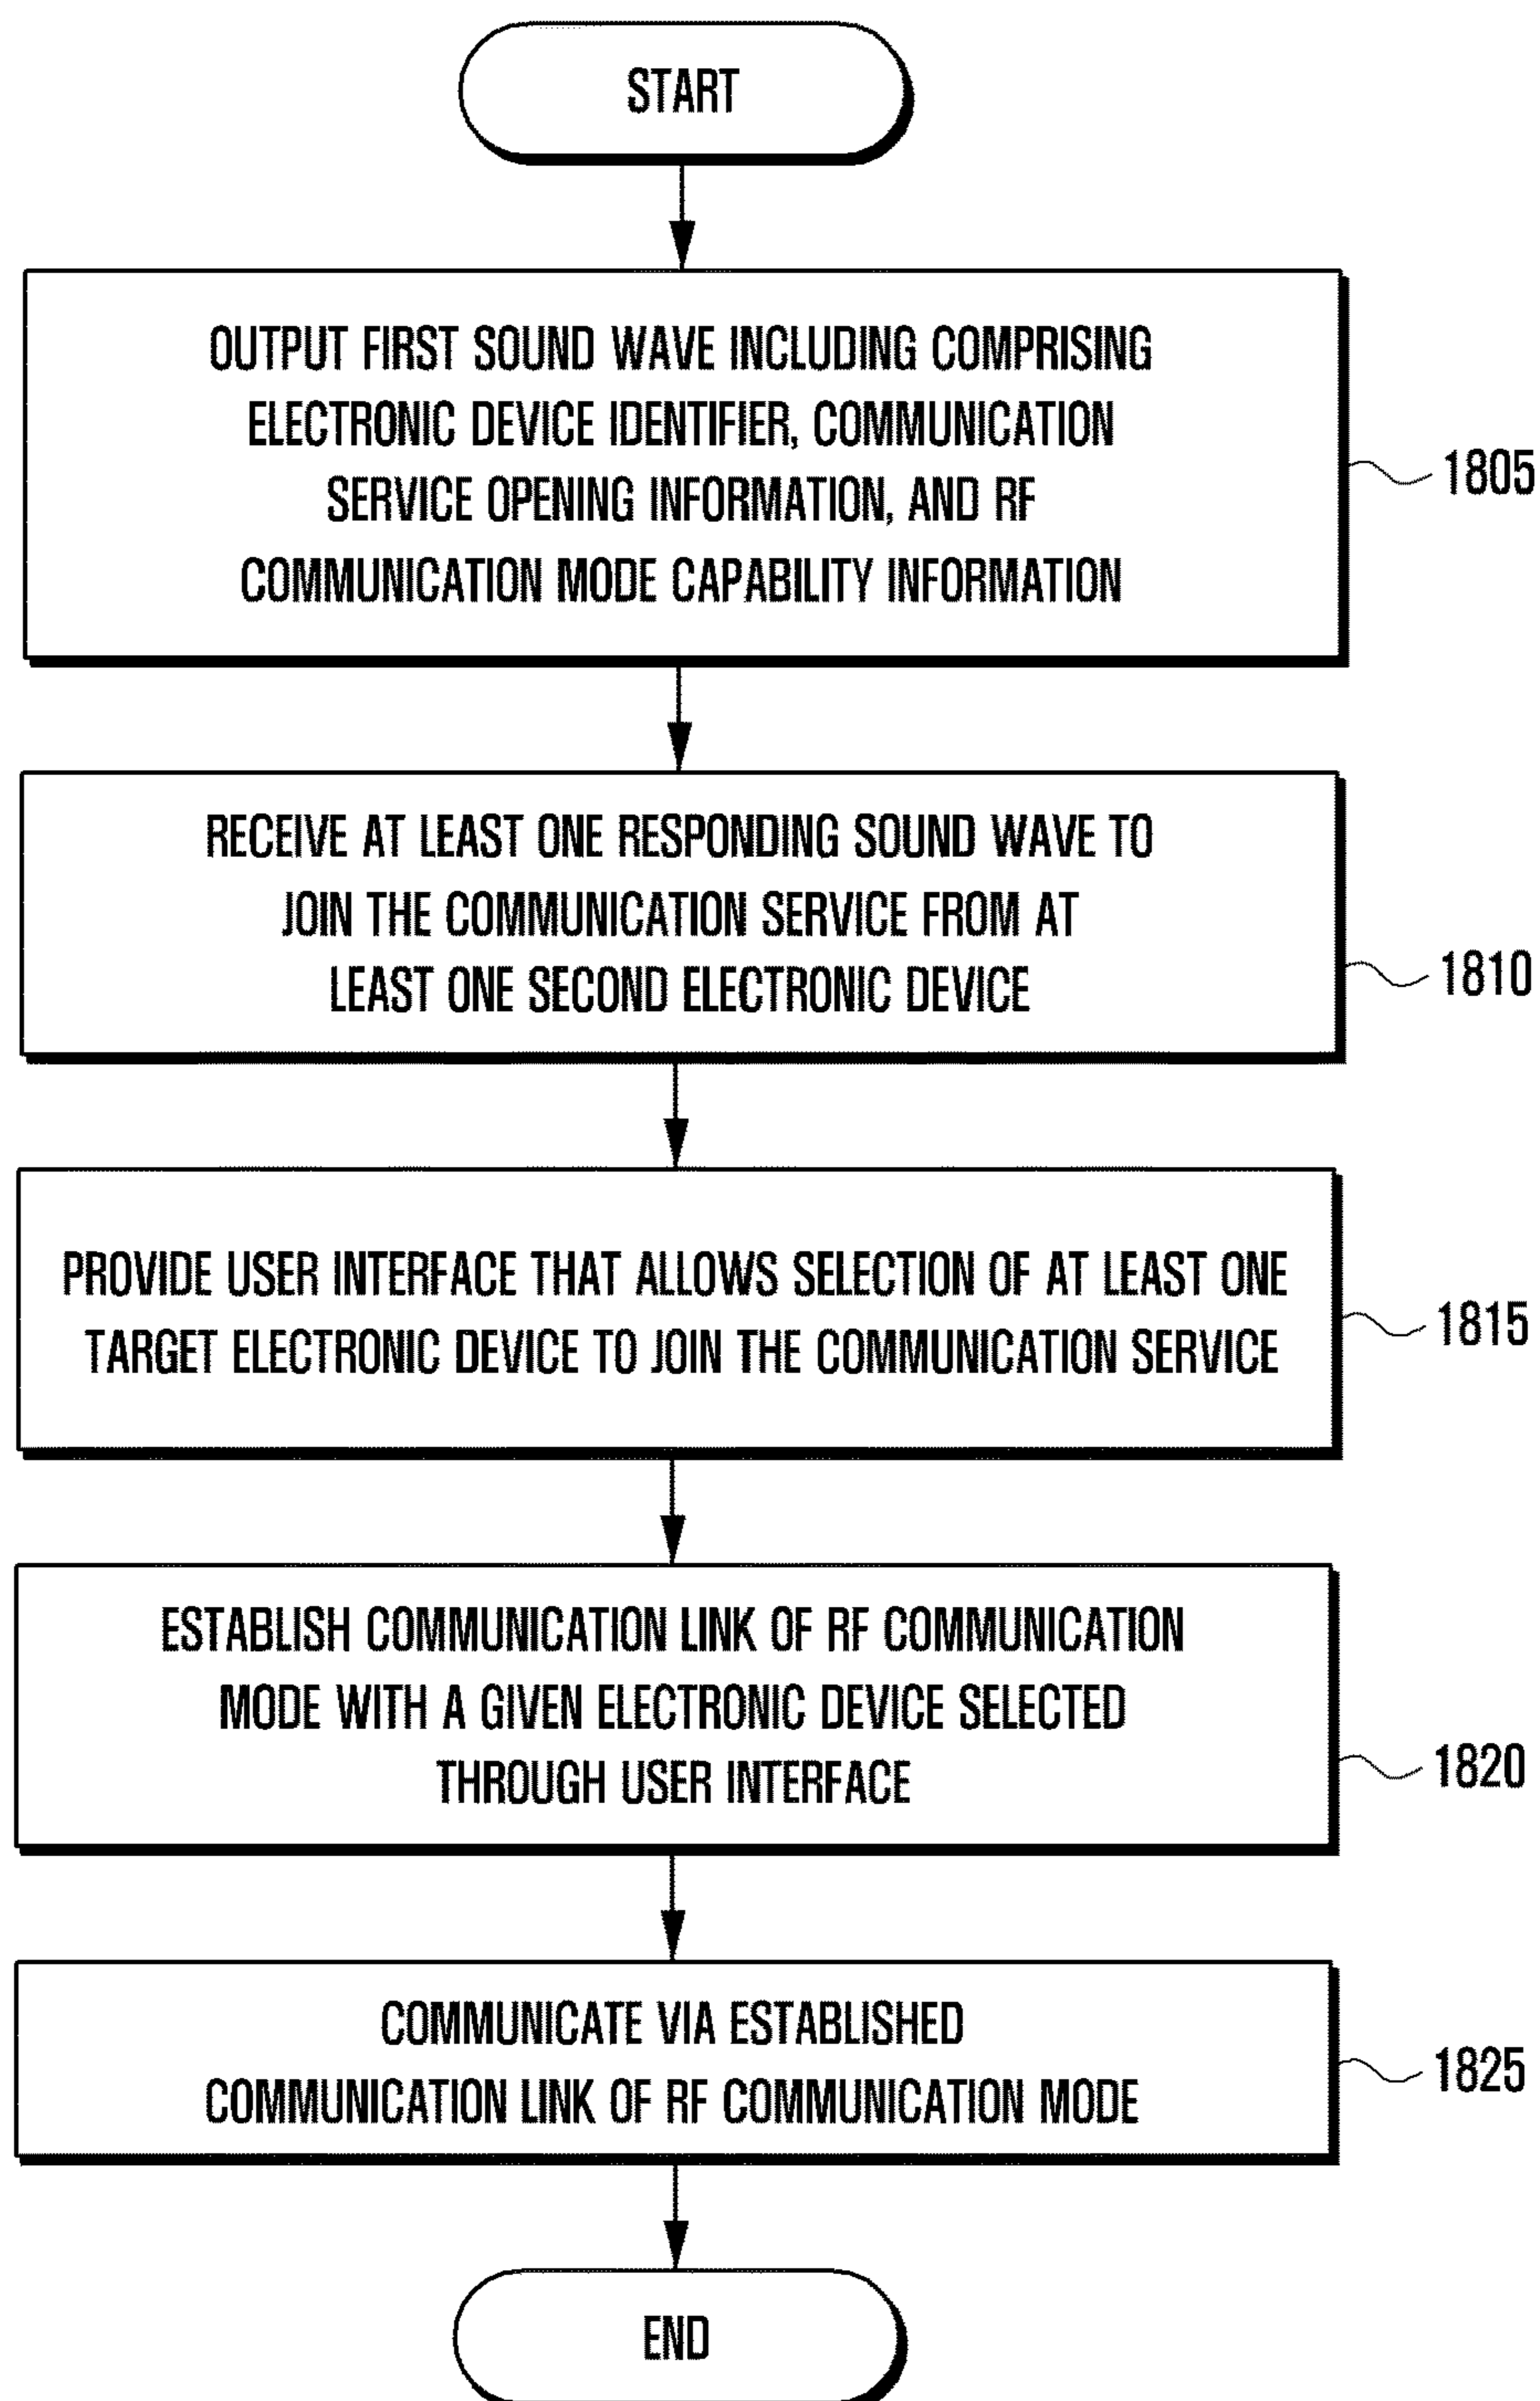 START
OUTPUT FIRST SOUND WAVE INCLUDING COMPRISING
ELECTRONIC DEVICE IDENTIFIER, COMMUNICATION
SERVICE OPENING INFORMATION, AND RF
COMMUNICATION MODE CAPABILITY INFORMATION
1805
RECEIVE AT LEAST ONE RESPONDING SOUND WAVE TO
JOIN THE COMMUNICATION SERVICE FROM AT
LEAST ONE SECOND ELECTRONIC DEVICE
1810
PROVIDE USER INTERFACE THAT ALLOWS SELECTION OF AT LEAST ONE
TARGET ELECTRONIC DEVICE TO JOIN THE COMMUNICATION SERVICE
1815
ESTABLISH COMMUNICATION LINK OF RF COMMUNICATION
MODE WITH A GIVEN ELECTRONIC DEVICE SELECTED
THROUGH USER INTERFACE
1820
COMMUNICATE VIA ESTABLISHED
COMMUNICATION LINK OF RF COMMUNICATION MODE
1825
END